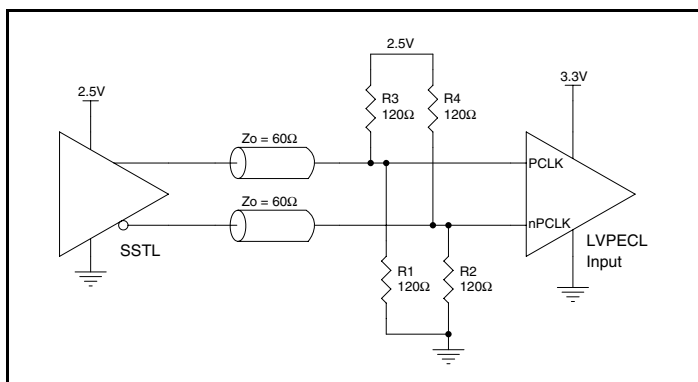 2.5V
2.5V
3.3V
R3
120Ω
R4
120Ω
Zo = 60Ω
PCLK
Zo = 60Ω
nPCLK
SSTL
LVPECL
Input
R1
120Ω
R2
120Ω